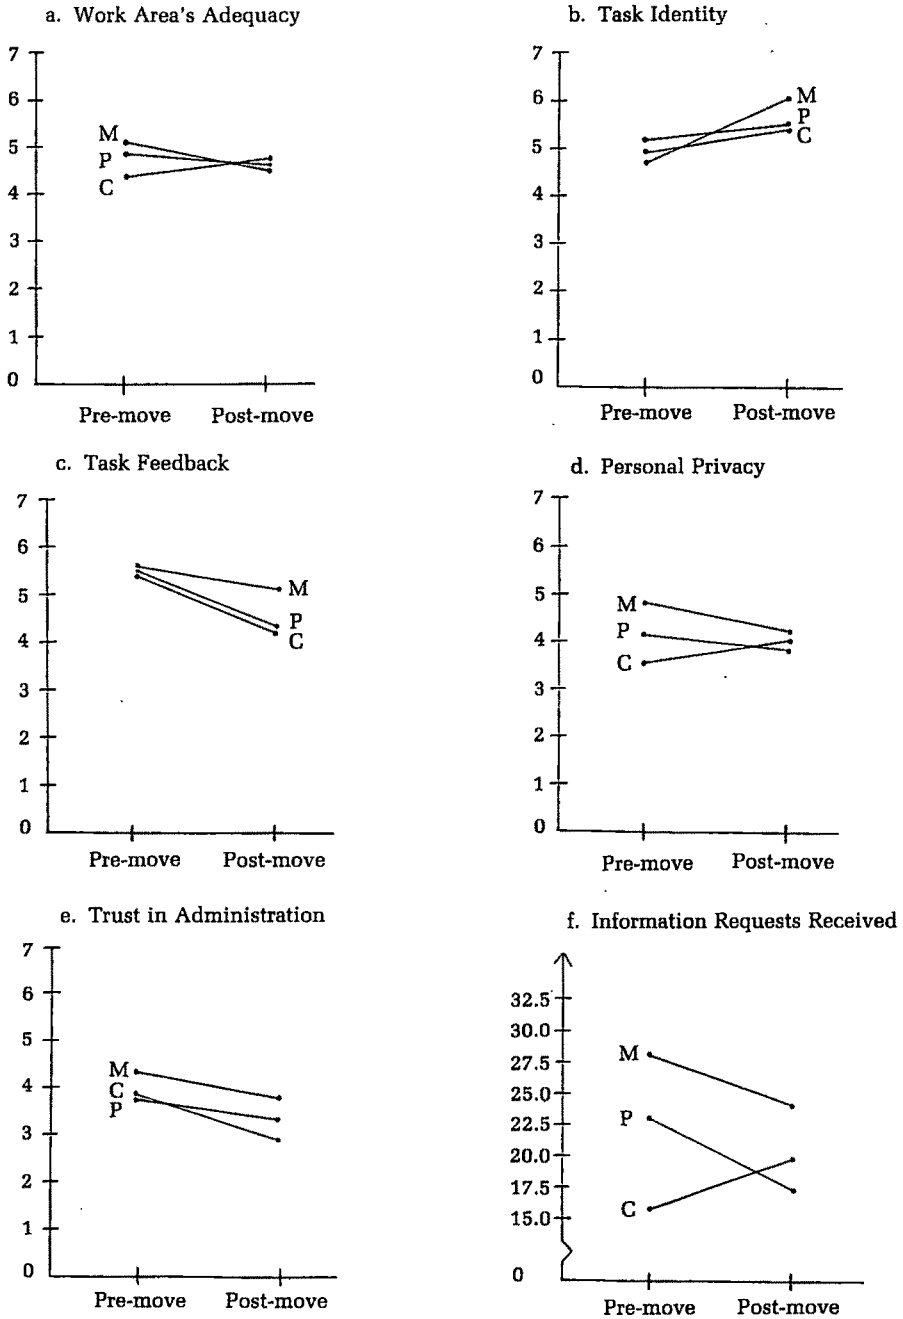 a. Work Area's Adequacy
7
6
5
4
3
2
1
0
M
P
C
Pre-move Post-move
b. Task Identity
7
6
5
4
3
2
1
0
M
P
C
Pre-move Post-move
c. Task Feedback
7
6
5
4
3
2
1
0
M
P
C
Pre-move Post-move
d. Personal Privacy
7
6
5
4
3
2
1
0
M
P
C
Pre-move Post-move
e. Trust in Administration
7
6
5
4
3
2
1
0
M
C
P
Pre-move Post-move
f. Information Requests Received
32.5
30.0
27.5
25.0
22.5
20.0
17.5
15.0
0
M
P
C
Pre-move Post-move